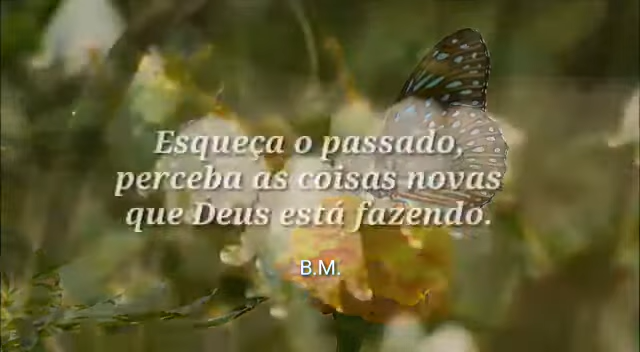 Esqueça o passado,
perceba as coisas novas
que Deus está fazendo.
B.M.